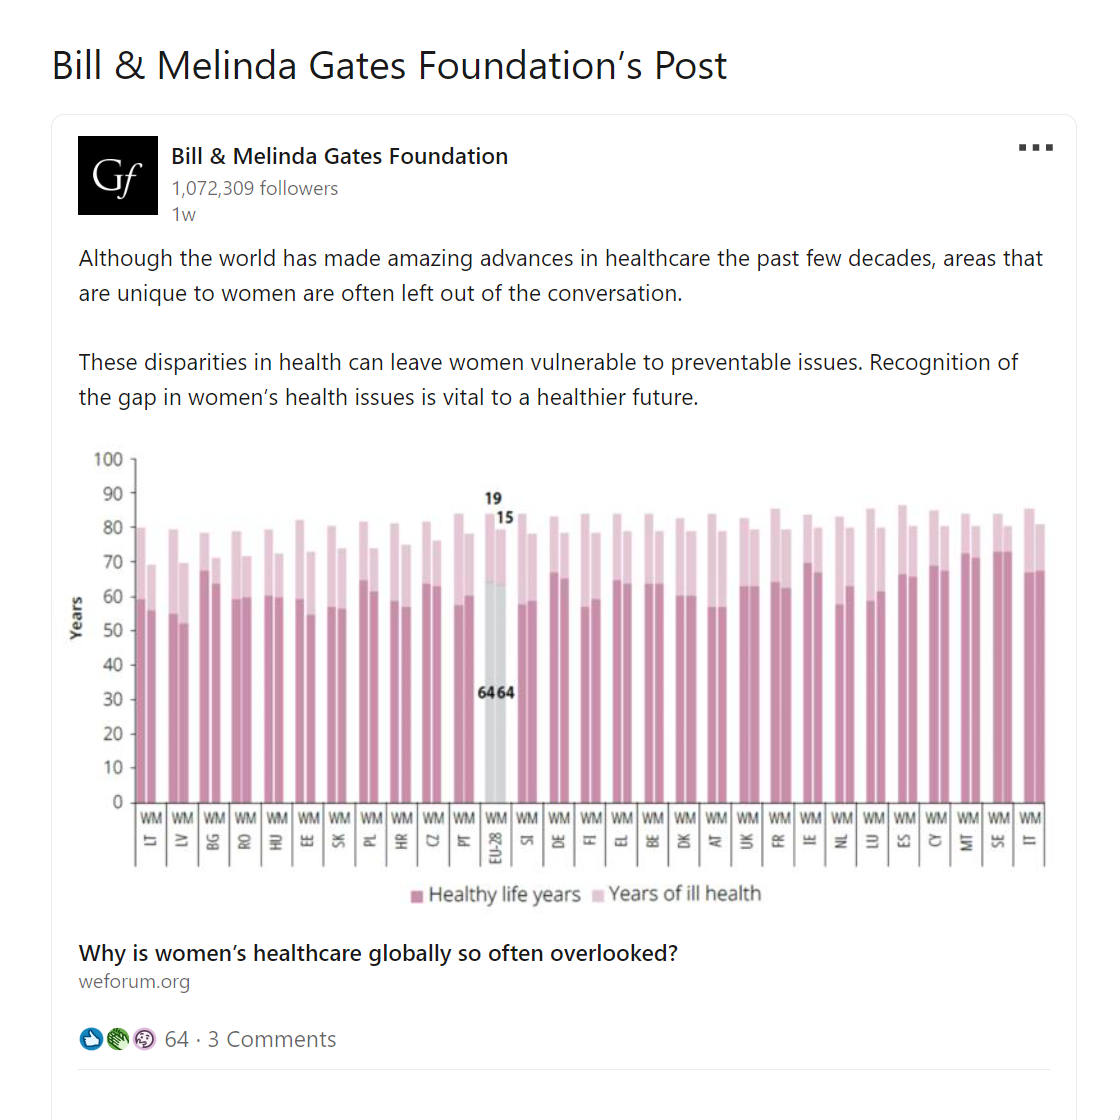 Bill & Melinda Gates Foundation’s Post
Gf
Bill & Melinda Gates Foundation
1,072,309 followers
1w
Although the world has made amazing advances in healthcare the past few decades, areas that
are unique to women are often left out of the conversation.
These disparities in health can leave women vulnerable to preventable issues. Recognition of
the gap in women’s health issues is vital to a healthier future.
Years
100
90
80
70
60
50
40
30
20
10
0
19
15
64 64
WM WM WM WM WM WM WM WM WM WM WM WM WM WM WM WM WM WM WM WM WM WM WM WM WM WM WM WM WM
LT LV BG RO HU EE SK PL HR CZ PT EU-28 SI DE FI EL BE DK AT UK FR IE NL LU ES CY MT SE IT
Healthy life years Years of ill health
Why is women’s healthcare globally so often overlooked?
weforum.org
64 · 3 Comments